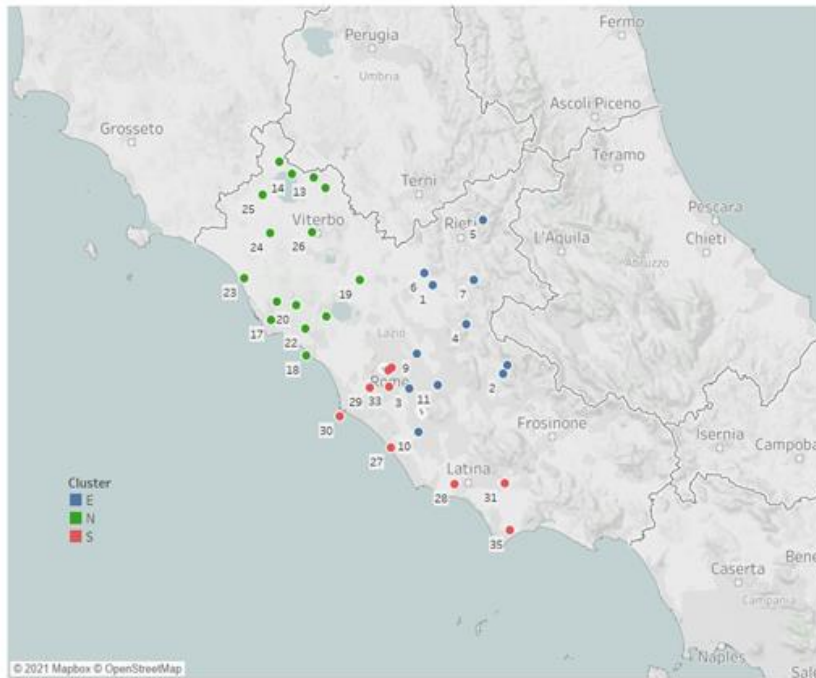 Fermo
Perugia
Umbria
Ascoli Piceno
Grosseto
Teramo
Terni
14 13
25
Viterbo
Rieti
Pescara
5
L'Aquila
Chieti
24 26
Abruzzo
23
19
6
1
7
20
17
22
Lazio
4
18
9
Rome
2
29 33 3 11
30
10
Frosinone
Isernia
27
Campoba
Latina
28
31
Cluster
E
N
S
35
Caserta
Bene
Campania
Naples
© 2021 Mapbox © OpenStreetMap
Sale